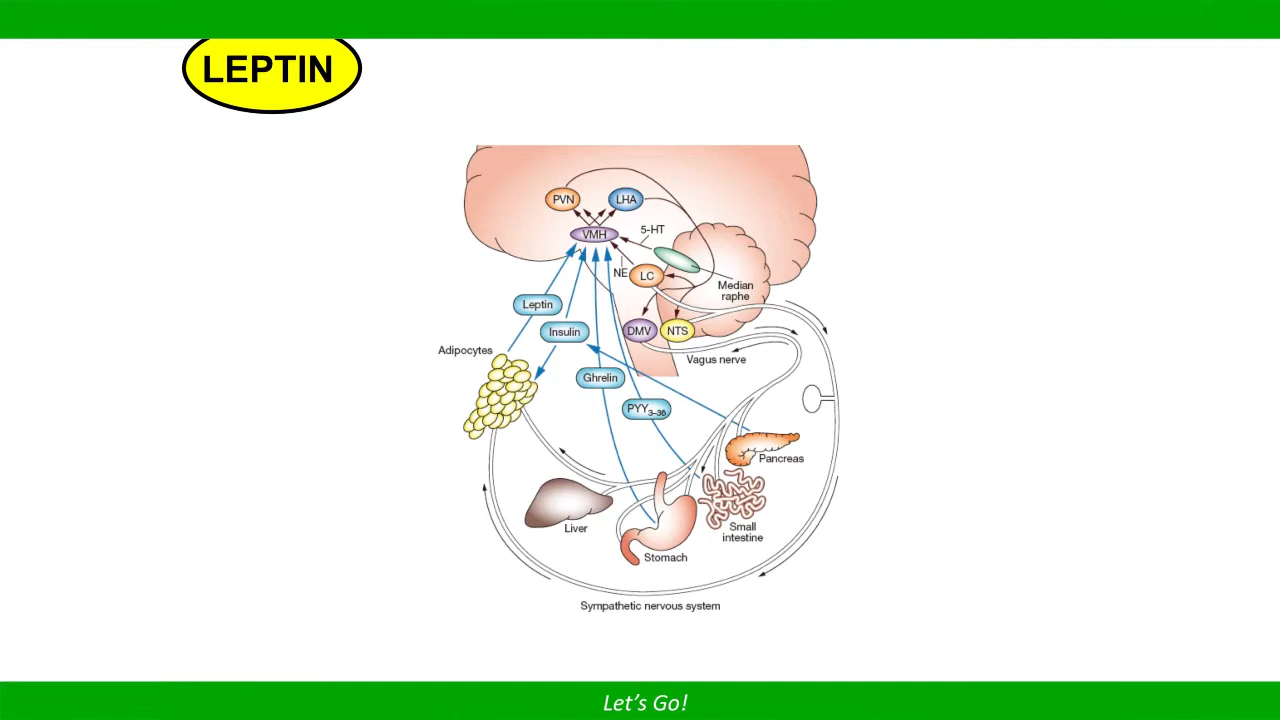 LEPTIN
PVN
LHA
VMH
5-HT
NE
LC
Median
raphe
Leptin
Insulin
DMV
NTS
Adipocytes
Vagus nerve
Ghrelin
PYY3–36
Pancreas
Liver
Small
intestine
Stomach
Sympathetic nervous system
Let’s Go!